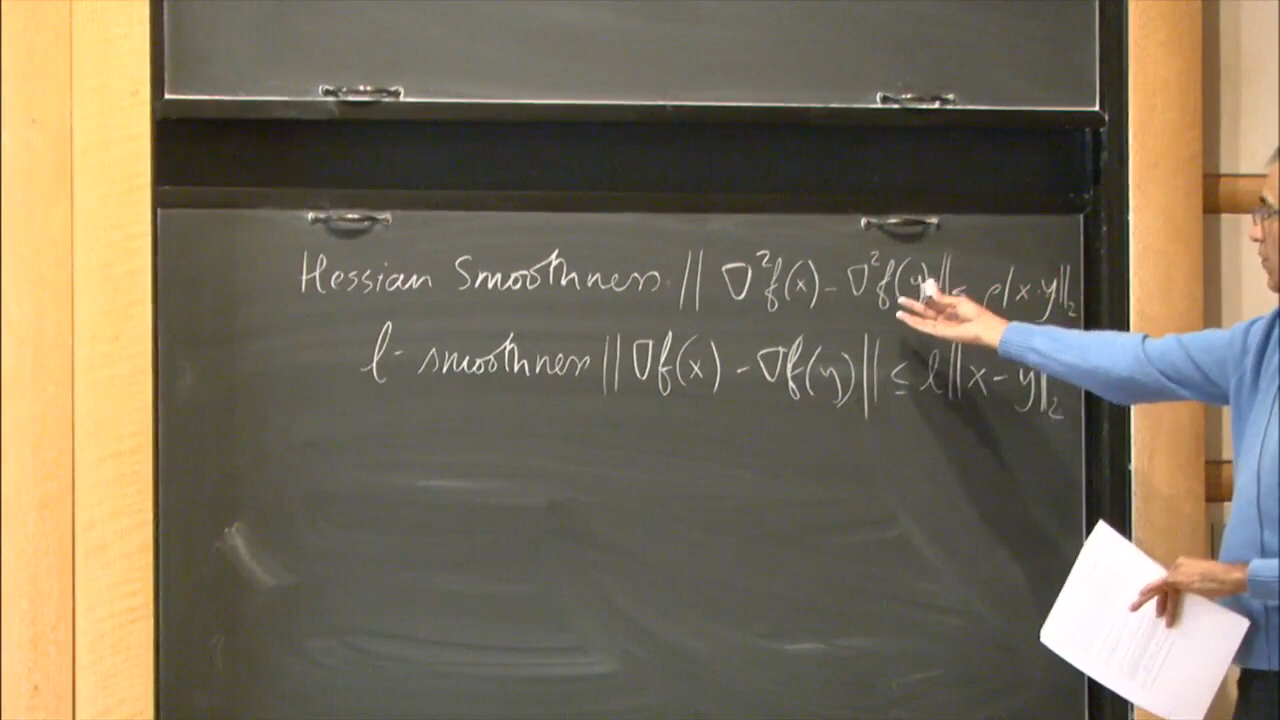 Hessian Smoothness. || ∇²f(x) - ∇²f(y)|| ≤ ρ|x-y||₂
ℓ-smoothness || ∇f(x) - ∇f(y)|| ≤ ℓ||x-y||₂